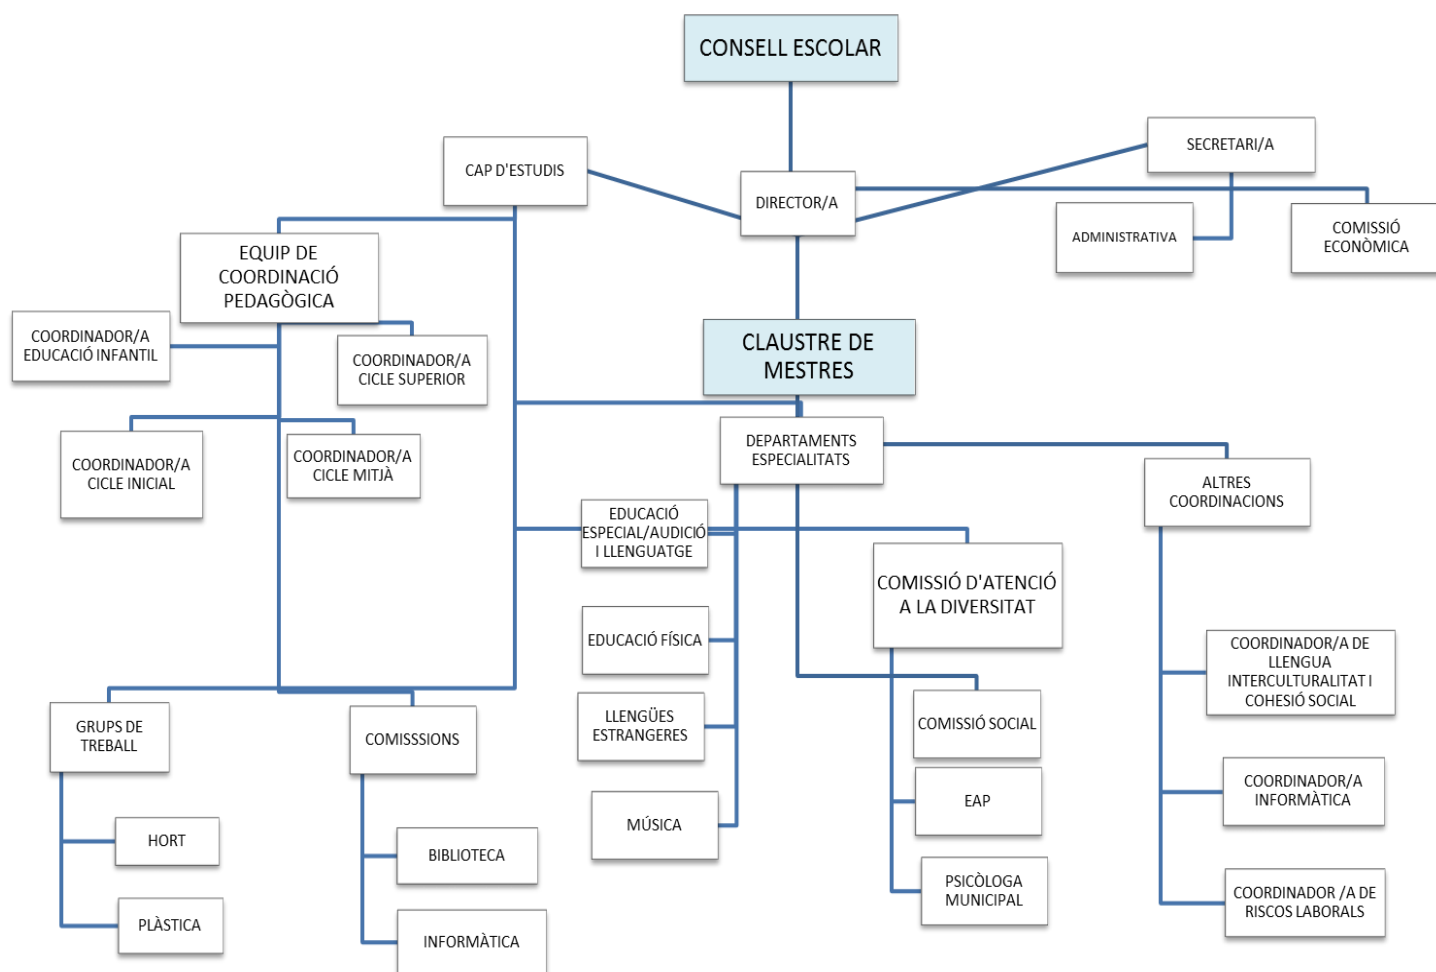 CONSELL ESCOLAR
SECRETARI/A
CAP D'ESTUDIS
DIRECTOR/A
ADMINISTRATIVA
COMISSIÓ
ECONÒMICA
EQUIP DE
COORDINACIÓ
PEDAGÒGICA
COORDINADOR/A
EDUCACIÓ INFANTIL
COORDINADOR/A
CICLE SUPERIOR
CLAUSTRE DE
MESTRES
COORDINADOR/A
CICLE INICIAL
COORDINADOR/A
CICLE MITJÀ
DEPARTAMENTS
ESPECIALITATS
ALTRES
COORDINACIONS
EDUCACIÓ
ESPECIAL/AUDICIÓ
I LLENGUATGE
COMISSIÓ D'ATENCIÓ
A LA DIVERSITAT
EDUCACIÓ FÍSICA
COORDINADOR/A DE
LLENGUA
INTERCULTURALITAT I
COHESIÓ SOCIAL
LLENGÜES
ESTRANGERES
COMISSIÓ SOCIAL
GRUPS DE
TREBALL
COMISSSIONS
COORDINADOR/A
INFORMÀTICA
EAP
MÚSICA
HORT
BIBLIOTECA
PSICÒLOGA
MUNICIPAL
COORDINADOR /A DE
RISCOS LABORALS
PLÀSTICA
INFORMÀTICA